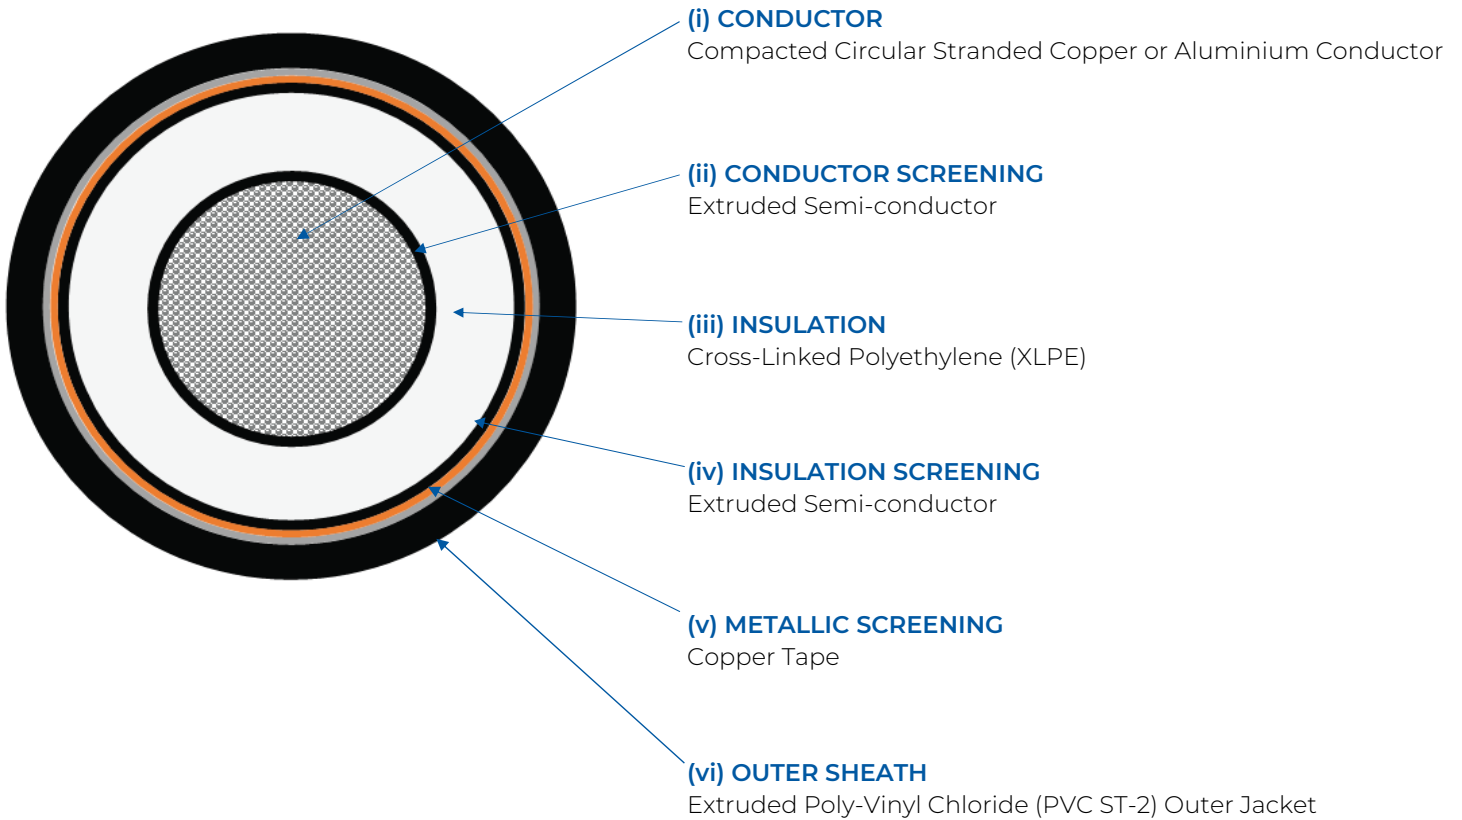 (i) CONDUCTOR
Compacted Circular Stranded Copper or Aluminium Conductor
(ii) CONDUCTOR SCREENING
Extruded Semi-conductor
(iii) INSULATION
Cross-Linked Polyethylene (XLPE)
(iv) INSULATION SCREENING
Extruded Semi-conductor
(v) METALLIC SCREENING
Copper Tape
(vi) OUTER SHEATH
Extruded Poly-Vinyl Chloride (PVC ST-2) Outer Jacket